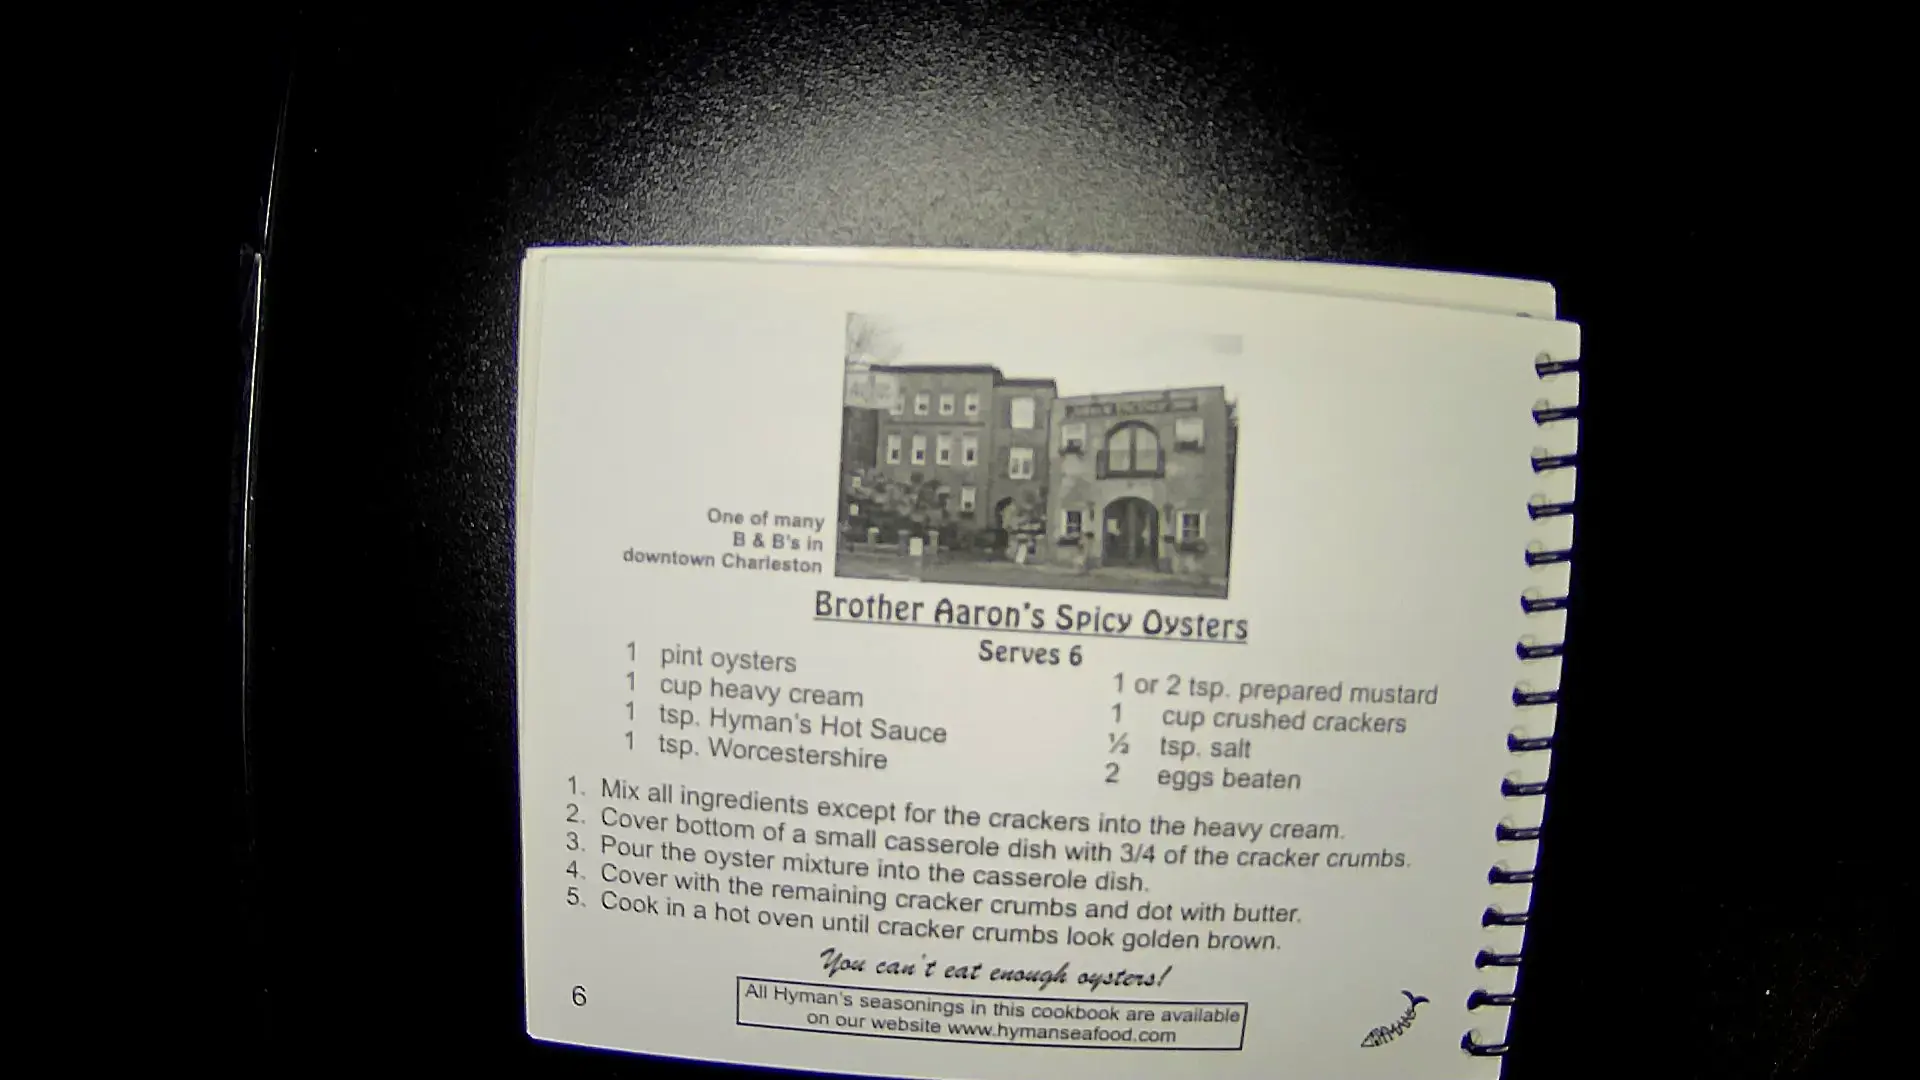 One of many
B & B's in
downtown Charleston
Brother Aaron's Spicy Oysters
Serves 6
1 pint oysters
1 cup heavy cream
1 tsp. Hyman's Hot Sauce
1 tsp. Worcestershire
1 or 2 tsp. prepared mustard
1 cup crushed crackers
½ tsp. salt
2 eggs beaten
1. Mix all ingredients except for the crackers into the heavy cream.
2. Cover bottom of a small casserole dish with 3/4 of the cracker crumbs.
3. Pour the oyster mixture into the casserole dish.
4. Cover with the remaining cracker crumbs and dot with butter.
5. Cook in a hot oven until cracker crumbs look golden brown.
You can't eat enough oysters!
All Hyman's seasonings in this cookbook are available
on our website www.hymanseafood.com
6